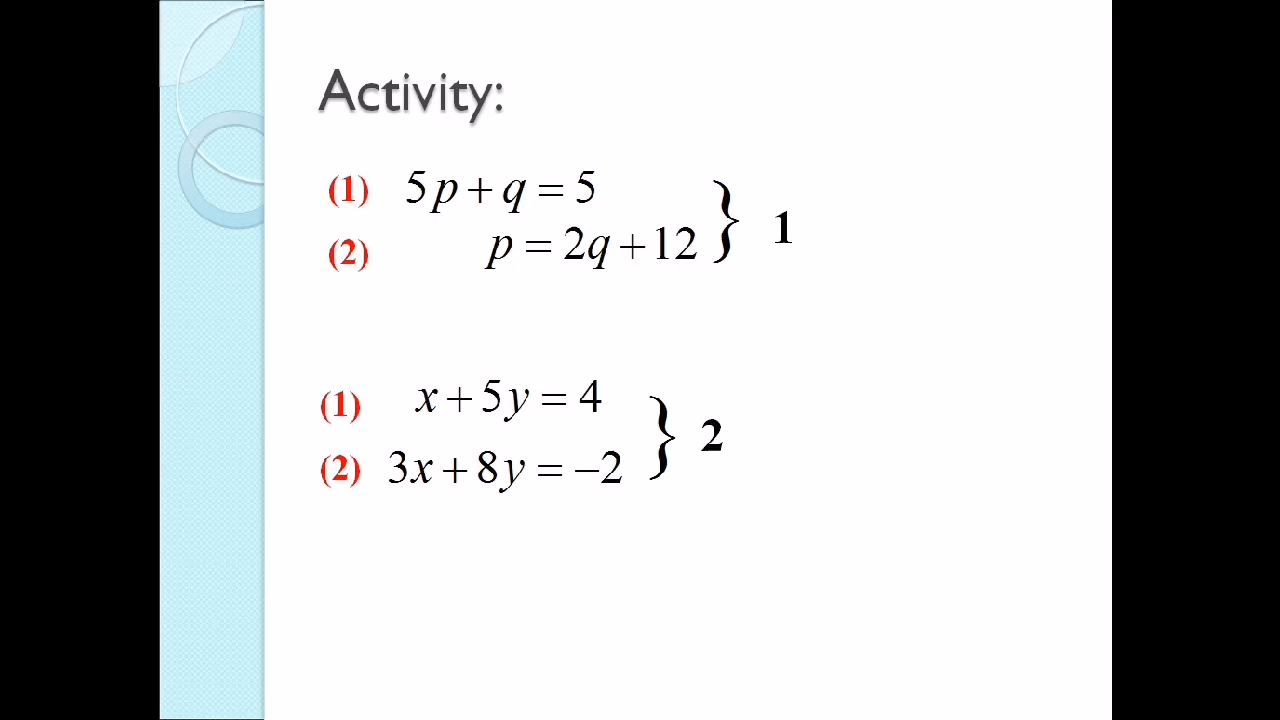 Activity:
(1) 5p + q = 5
(2) p = 2q + 12
} 1
(1) x + 5y = 4
(2) 3x + 8y = −2
} 2